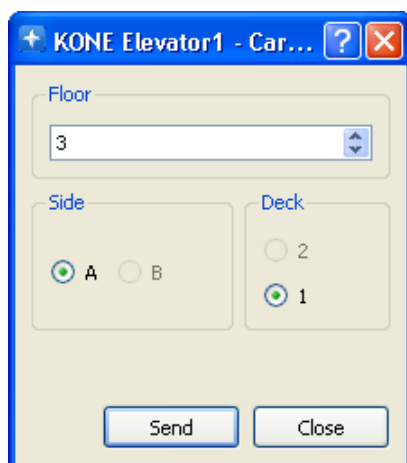 KONE Elevator1 - Car...
Floor
3
Side
A
B
Deck
2
1
Send
Close